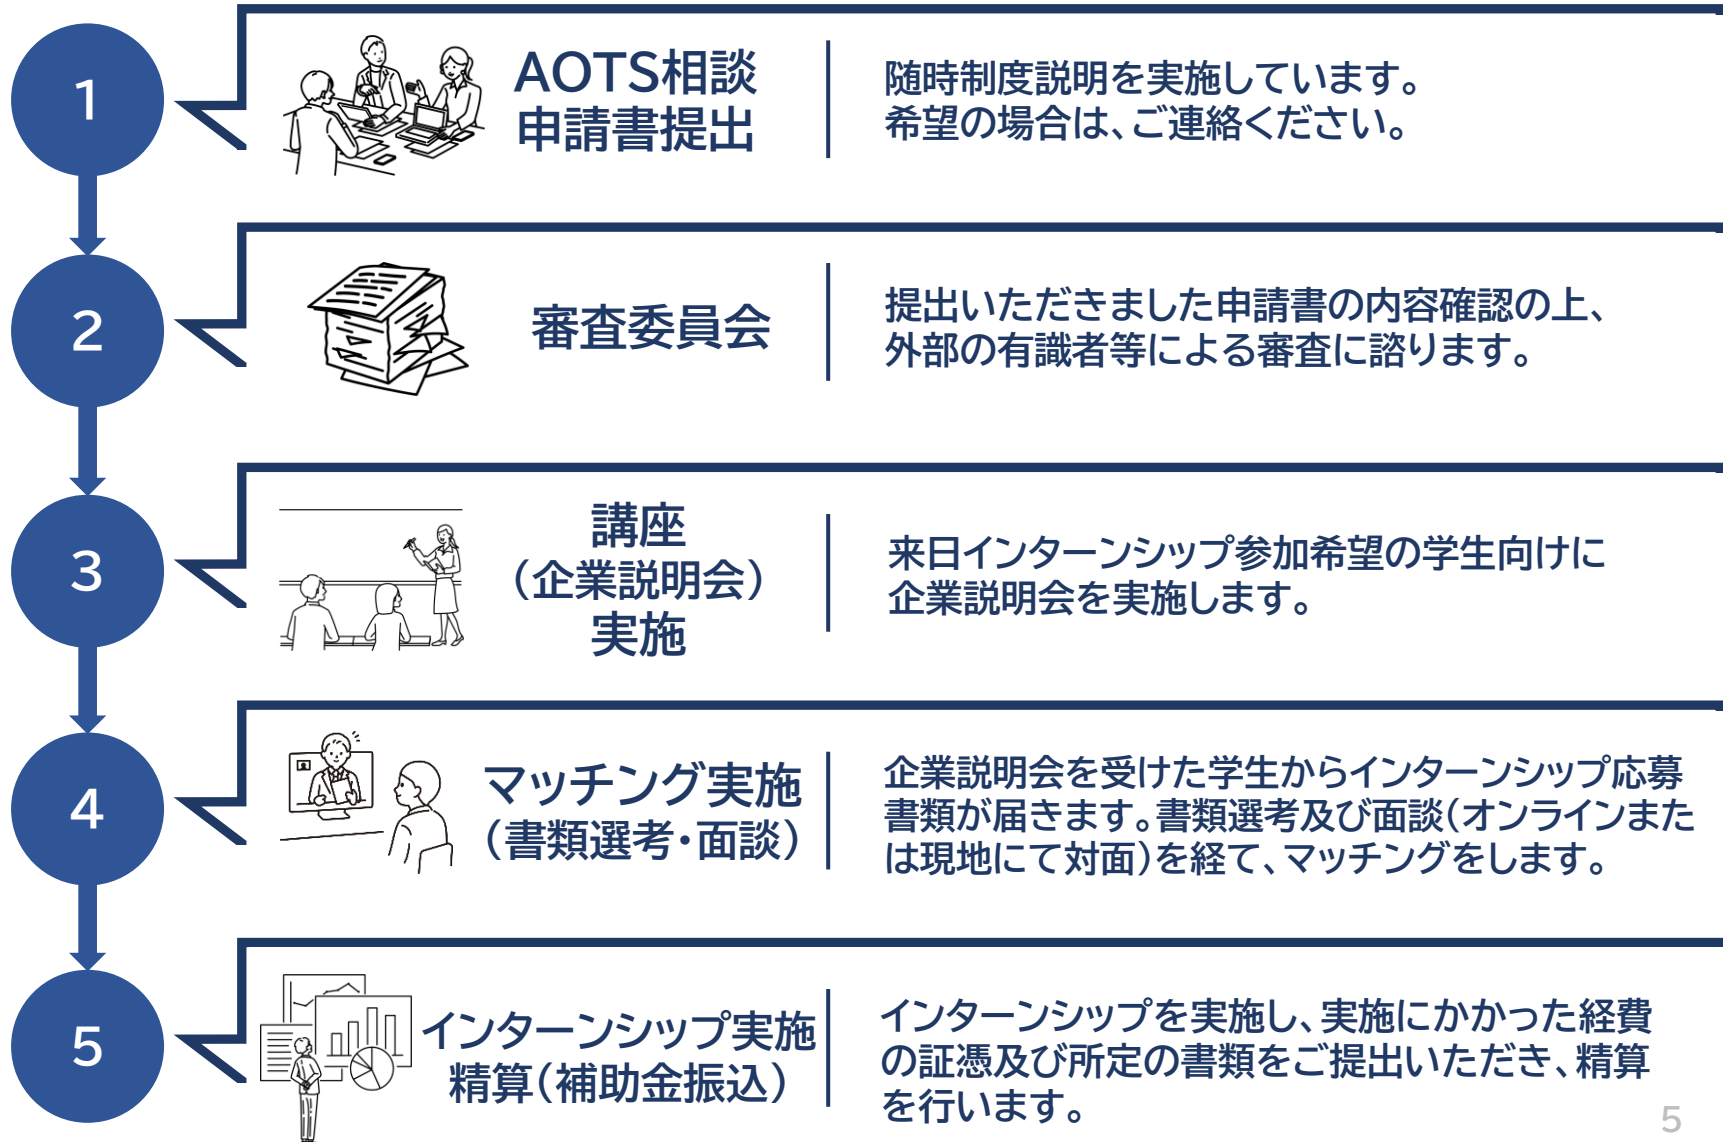 1
AOTS相談
申請書提出
随時制度説明を実施しています。
希望の場合は、ご連絡ください。
2
審査委員会
提出いただきました申請書の内容確認の上、
外部の有識者等による審査に諮ります。
3
講座
（企業説明会）
実施
来日インターンシップ参加希望の学生向けに
企業説明会を実施します。
4
マッチング実施
（書類選考・面談）
企業説明会を受けた学生からインターンシップ応募
書類が届きます。書類選考及び面談（オンラインまた
は現地にて対面）を経て、マッチングをします。
5
インターンシップ実施
精算（補助金振込）
インターンシップを実施し、実施にかかった経費
の証憑及び所定の書類をご提出いただき、精算
を行います。
5